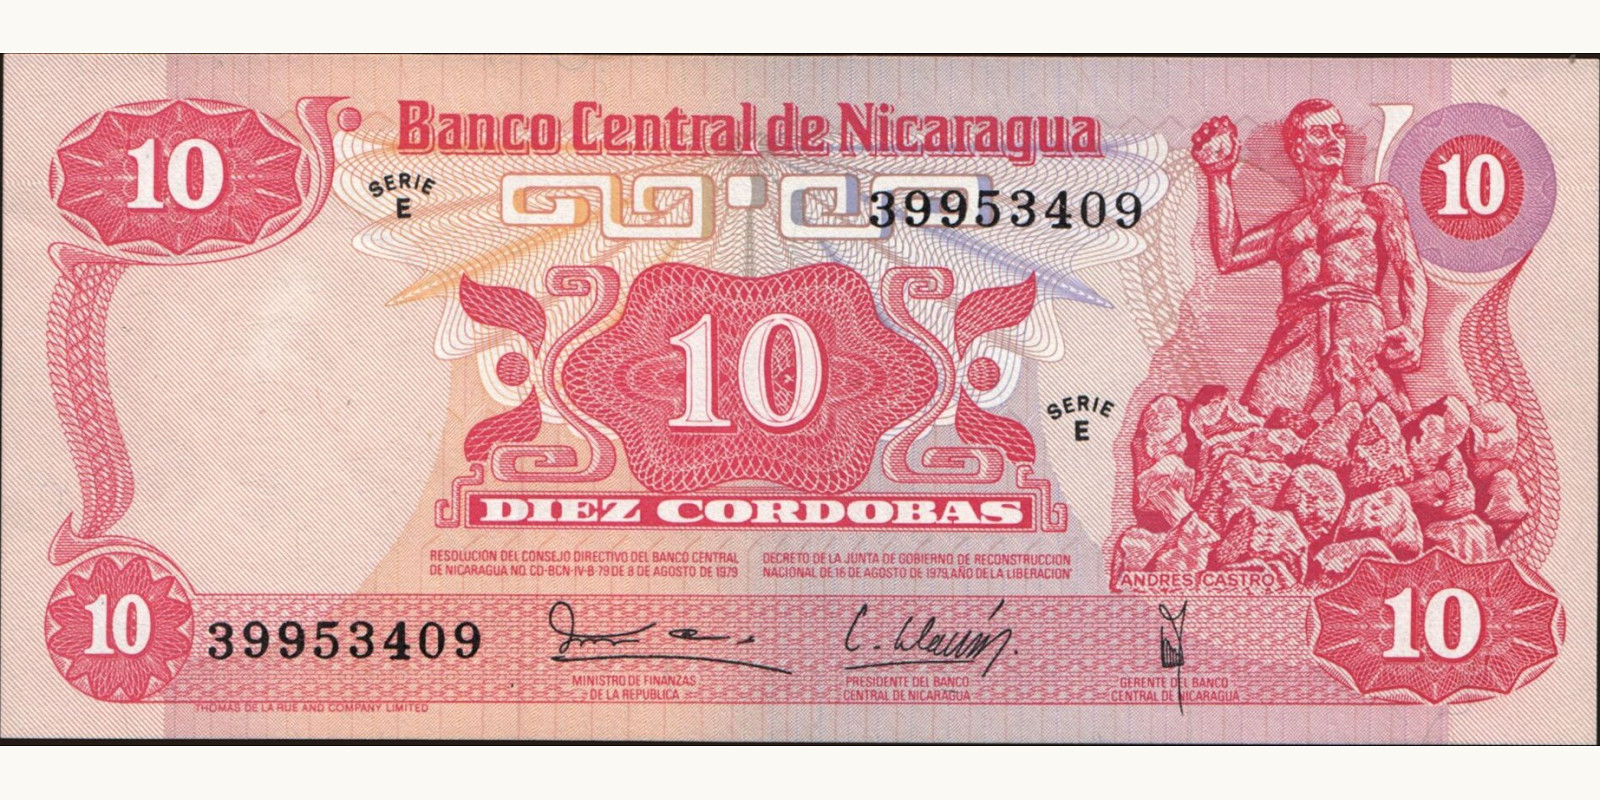 Banco Central de Nicaragua
10
10
SERIE
E
39953409
10
SERIE
E
DIEZ CORDOBAS
RESOLUCION DEL CONSEJO DIRECTIVO DEL BANCO CENTRAL
DE NICARAGUA NO. CD-BCN-IV-B-79 DE 8 DE AGOSTO DE 1979
DECRETO DE LA JUNTA DE GOBIERNO DE RECONSTRUCCION
NACIONAL DE 16 DE AGOSTO DE 1979, AÑO DE LA LIBERACION"
ANDRES CASTRO
10
39953409
10
MINISTRO DE FINANZAS
DE LA REPUBLICA
PRESIDENTE DEL BANCO
CENTRAL DE NICARAGUA
GERENTE DEL BANCO
CENTRAL DE NICARAGUA
THOMAS DE LA RUE AND COMPANY LIMITED